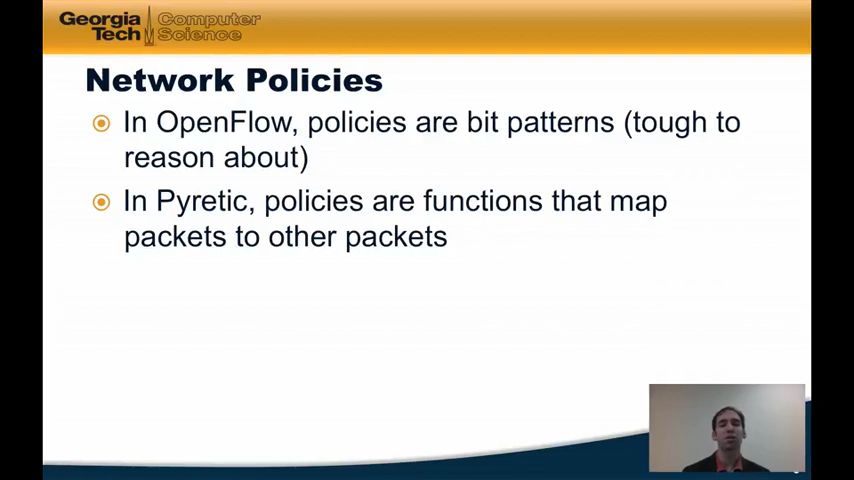 Georgia Tech
Computer Science
Network Policies
In OpenFlow, policies are bit patterns (tough to
reason about)
In Pyretic, policies are functions that map
packets to other packets